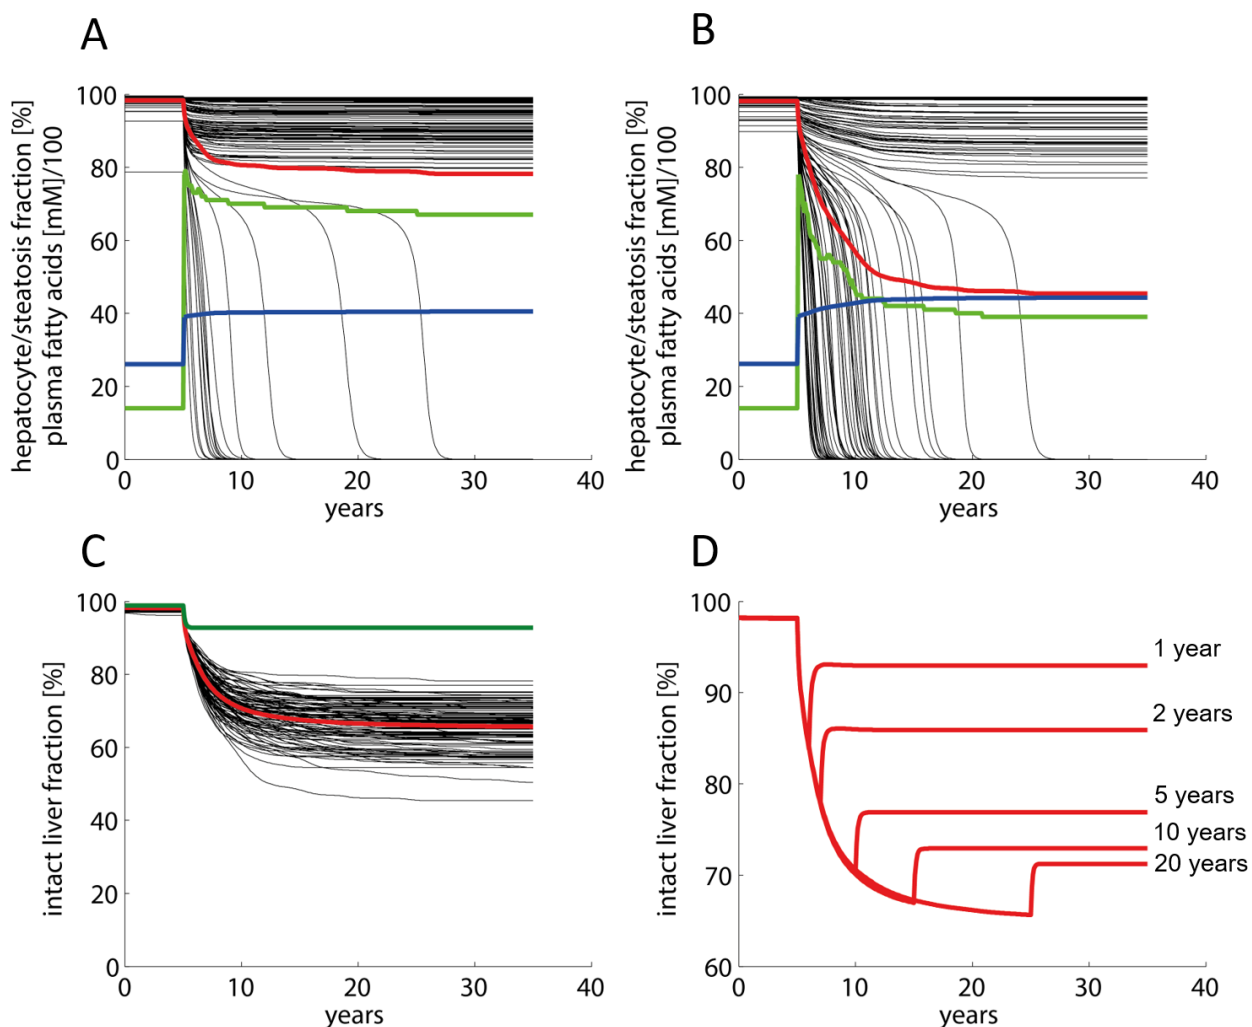 A
hepatocyte/steatosis fraction [%]
plasma fatty acids [mM]/100
100
80
60
40
20
0
0 10 20 30 40
years
B
hepatocyte/steatosis fraction [%]
plasma fatty acids [mM]/100
100
80
60
40
20
0
0 10 20 30 40
years
C
intact liver fraction [%]
100
80
60
40
20
0
0 10 20 30 40
years
D
intact liver fraction [%]
100
90
80
70
60
1 year
2 years
5 years
10 years
20 years
0 10 20 30 40
years